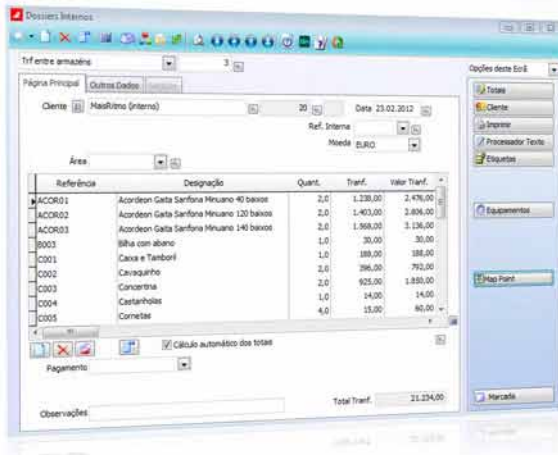 Dossiers Internos
Trf entre armazéns 3
Opções deste Ecrã
Página Principal Outros Dados
Totais
Cliente MaisRitmo (Interno) 20 Data 23.02.2012
Cliente
Ref. Interna
Imprimir
Moeda EURO
Processador Texto
Área
Etiquetas
Referência Designação Quant. Tranf. Valor Tranf.
ACOR01 Acordeon Gaita Sanfona Minuano 40 baixos 2,0 1.238,00 2.476,00
ACOR02 Acordeon Gaita Sanfona Minuano 120 baixos 2,0 1.403,00 2.806,00
ACOR03 Acordeon Gaita Sanfona Minuano 140 baixos 2,0 1.568,00 3.136,00
B003 Bilha com abano 1,0 30,00 30,00
C001 Caixa e Tamboril 1,0 188,00 188,00
C002 Cavaquinho 2,0 396,00 792,00
C003 Concertina 2,0 925,00 1.850,00
C004 Castanholas 1,0 14,00 14,00
C005 Cornetas 4,0 15,00 60,00
Equipamentos
Map Point
Cálculo automático dos totais
Pagamento
Observações
Total Tranf. 21.234,00
Marcada